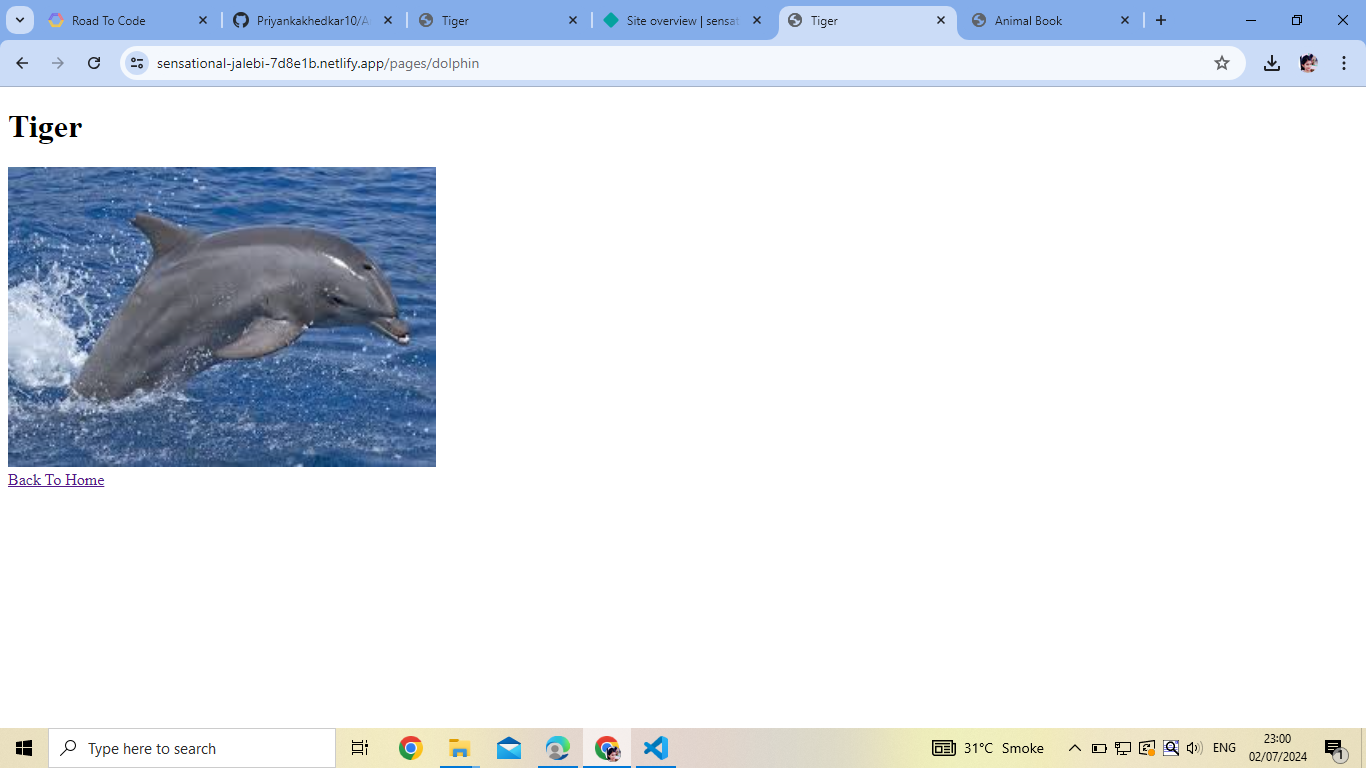 Road To Code
Priyankakhedkar10/A
Tiger
Site overview | sensat
Tiger
Animal Book
sensational-jalebi-7d8e1b.netlify.app/pages/dolphin
Tiger
Back To Home
Type here to search
31°C Smoke
ENG
23:00
02/07/2024
1